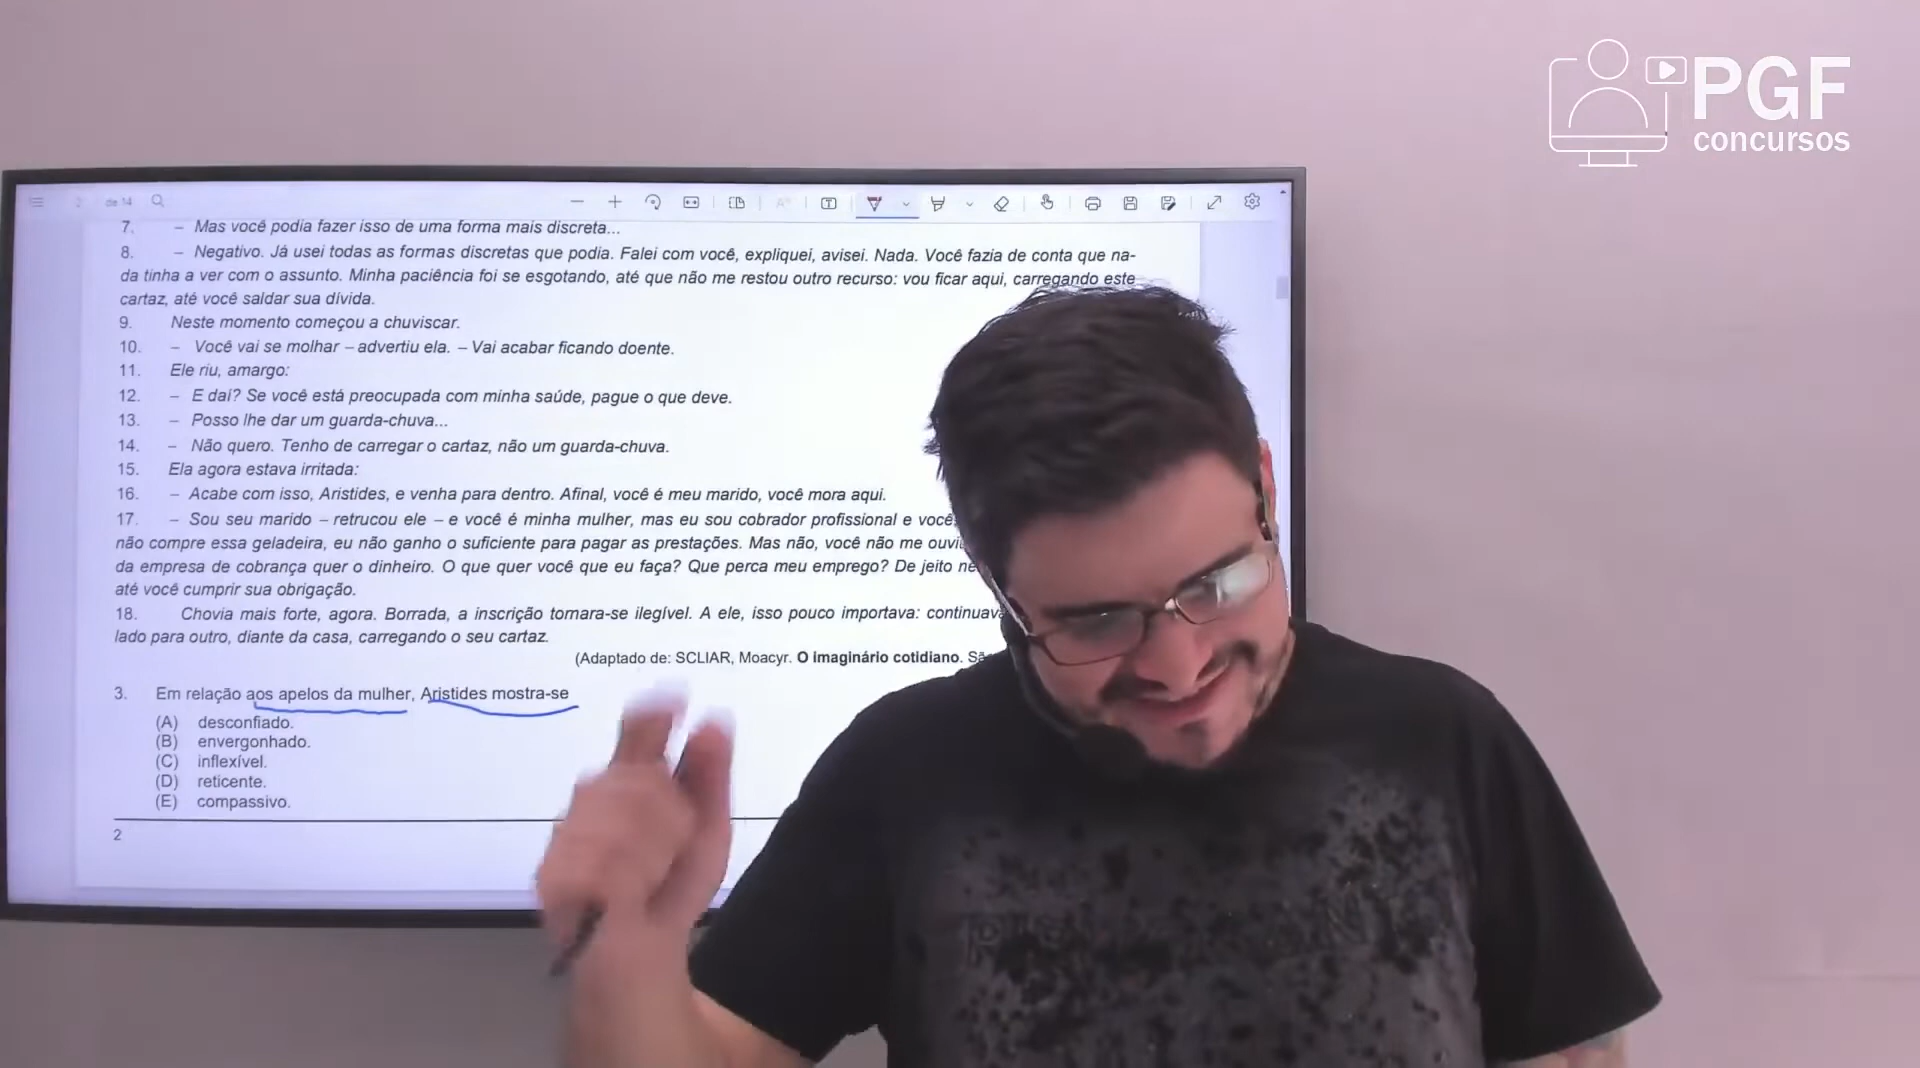 PGF
concursos
2 de 14
7. – Mas você podia fazer isso de uma forma mais discreta...
8. – Negativo. Já usei todas as formas discretas que podia. Falei com você, expliquei, avisei. Nada. Você fazia de conta que na-
da tinha a ver com o assunto. Minha paciência foi se esgotando, até que não me restou outro recurso: vou ficar aqui, carregando este
cartaz, até você saldar sua dívida.
9. Neste momento começou a chuviscar.
10. – Você vai se molhar – advertiu ela. – Vai acabar ficando doente.
11. Ele riu, amargo:
12. – E daí? Se você está preocupada com minha saúde, pague o que deve.
13. – Posso lhe dar um guarda-chuva...
14. – Não quero. Tenho de carregar o cartaz, não um guarda-chuva.
15. Ela agora estava irritada:
16. – Acabe com isso, Aristides, e venha para dentro. Afinal, você é meu marido, você mora aqui.
17. – Sou seu marido – retrucou ele – e você é minha mulher, mas eu sou cobrador profissional e você
não compre essa geladeira, eu não ganho o suficiente para pagar as prestações. Mas não, você não me
da empresa de cobrança quer o dinheiro. O que quer você que eu faça? Que perca meu emprego? De jeito
até você cumprir sua obrigação.
18. Chovia mais forte, agora. Borrada, a inscrição tornara-se ilegível. A ele, isso pouco importava:
lado para outro, diante da casa, carregando o seu cartaz.
(Adaptado de: SCLIAR, Moacyr. O imaginário cotidiano.
3. Em relação aos apelos da mulher, Aristides mostra-se
(A) desconfiado.
(B) envergonhado.
(C) inflexível.
(D) reticente.
(E) compassivo.
2